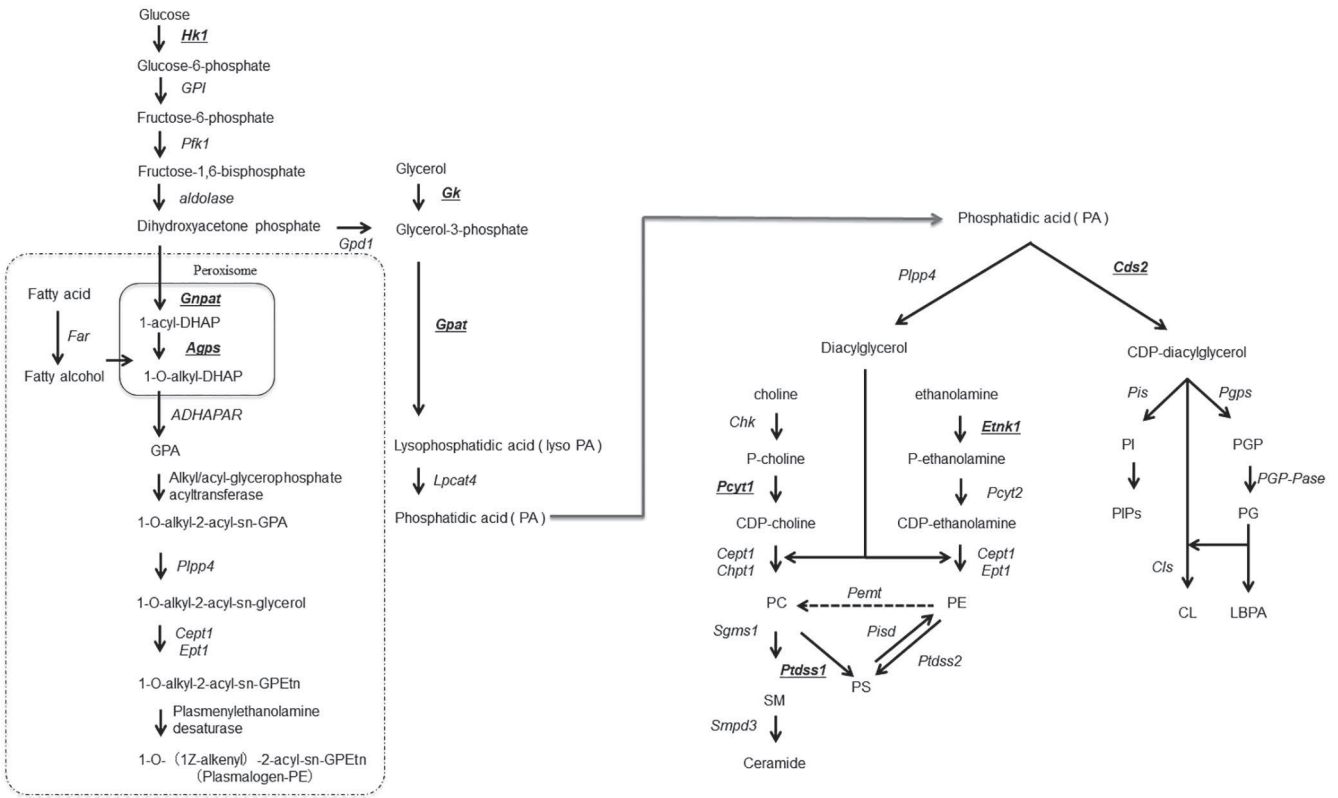 Glucose
Hk1
Glucose-6-phosphate
GPI
Fructose-6-phosphate
Pfk1
Fructose-1,6-bisphosphate
aldolase
Dihydroxyacetone phosphate
Gpd1
Glycerol
Gk
Glycerol-3-phosphate
Gpat
Lysophosphatidic acid ( lyso PA )
Lpcat4
Phosphatidic acid ( PA )
Peroxisome
Fatty acid
Far
Fatty alcohol
Gnpat
1-acyl-DHAP
Agps
1-O-alkyl-DHAP
ADHAPAR
GPA
Alkyl/acyl-glycerophosphate
acyltransferase
1-O-alkyl-2-acyl-sn-GPA
Plpp4
1-O-alkyl-2-acyl-sn-glycerol
Cept1
Ept1
1-O-alkyl-2-acyl-sn-GPEtn
Plasmenylethanolamine
desaturase
1-O-（1Z-alkenyl）-2-acyl-sn-GPEtn
(Plasmalogen-PE)
Phosphatidic acid ( PA )
Plpp4
Cds2
Diacylglycerol
CDP-diacylglycerol
choline
Chk
P-choline
Pcyt1
CDP-choline
Cept1
Chpt1
PC
ethanolamine
Etnk1
P-ethanolamine
Pcyt2
CDP-ethanolamine
Cept1
Ept1
PE
Pemt
Sgms1
Ptdss1
Pisd
Ptdss2
PS
SM
Smpd3
Ceramide
Pis
Pgps
PI
PGP
PGP-Pase
PIPs
PG
Cls
CL
LBPA